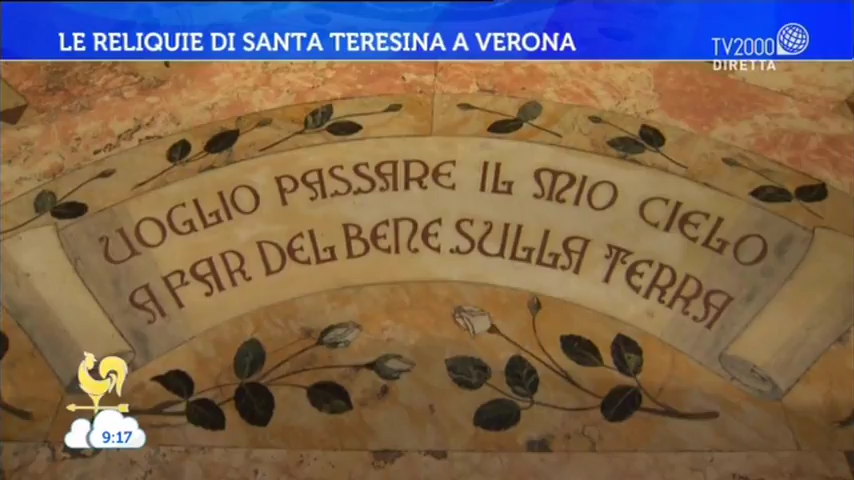 LE RELIQUIE DI SANTA TERESINA A VERONA
TV2000
DIRETTA
VOGLIO PASSARE IL MIO CIELO
A FAR DEL BENE SULLA TERRA
9:17